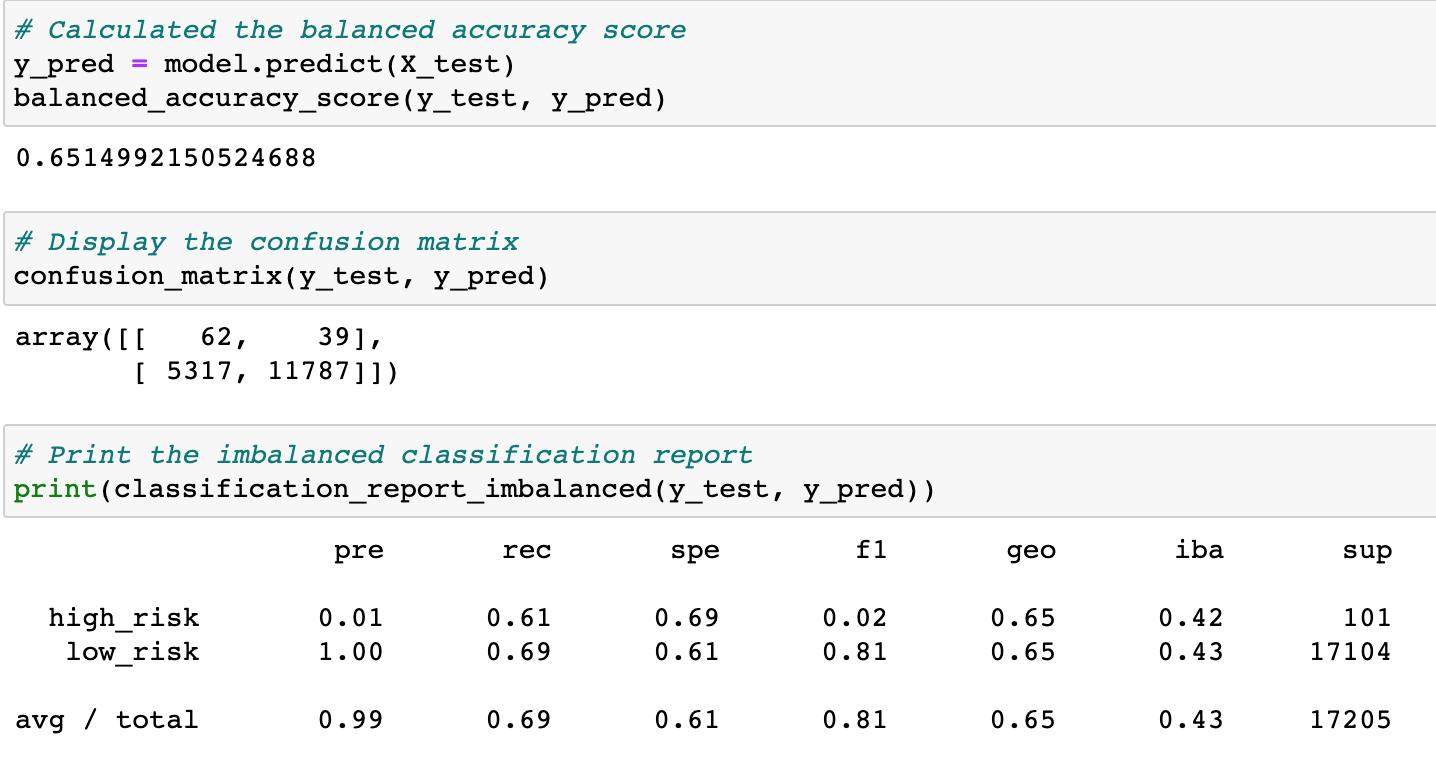 # Calculated the balanced accuracy score
y_pred = model.predict(X_test)
balanced_accuracy_score(y_test, y_pred)
0.6514992150524688
# Display the confusion matrix
confusion_matrix(y_test, y_pred)
array([[   62,    39],
       [ 5317, 11787]])
# Print the imbalanced classification report
print(classification_report_imbalanced(y_test, y_pred))
                   pre       rec       spe        f1       geo       iba       sup
  high_risk       0.01      0.61      0.69      0.02      0.65      0.42       101
   low_risk       1.00      0.69      0.61      0.81      0.65      0.43     17104
avg / total       0.99      0.69      0.61      0.81      0.65      0.43     17205